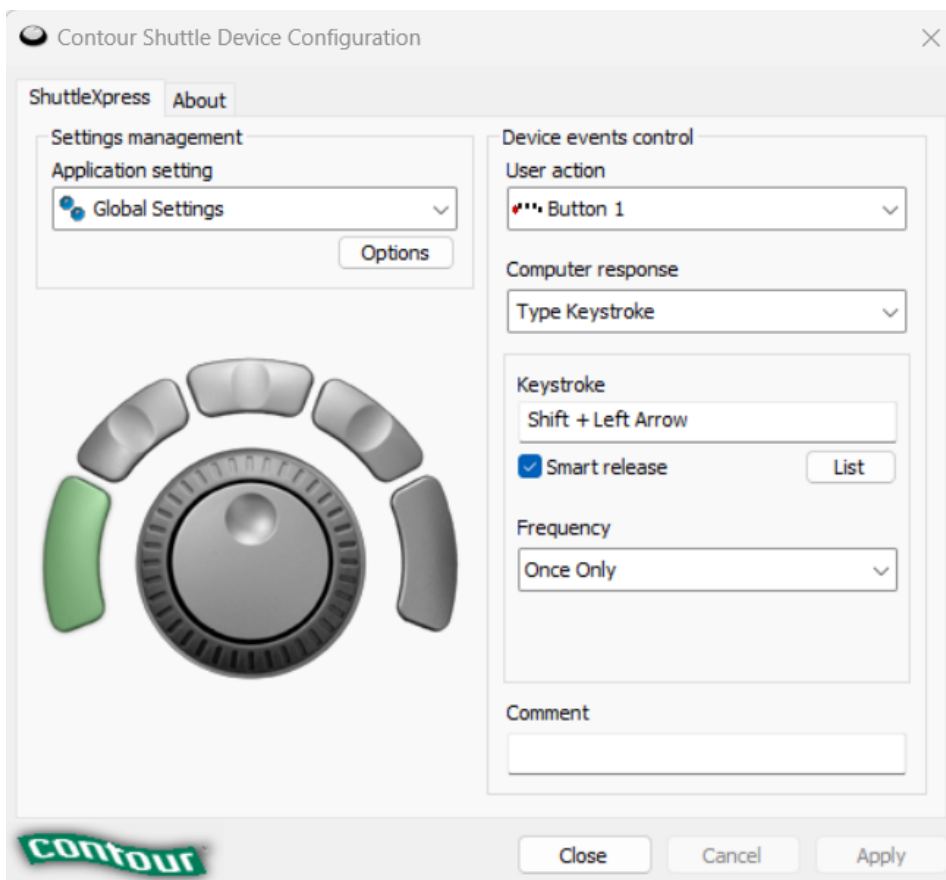 Contour Shuttle Device Configuration
ShuttleXpress
About
Settings management
Application setting
Global Settings
Options
Device events control
User action
Button 1
Computer response
Type Keystroke
Keystroke
Shift + Left Arrow
Smart release
List
Frequency
Once Only
Comment
contour
Close
Cancel
Apply